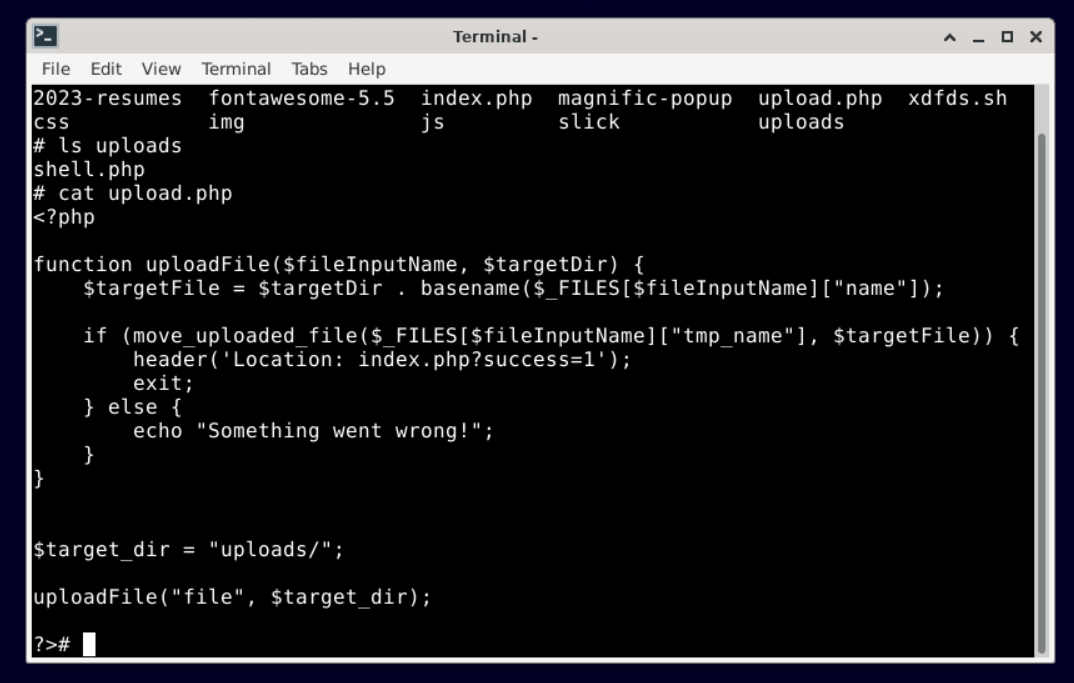 Terminal -
File Edit View Terminal Tabs Help
2023-resumes fontawesome-5.5 index.php magnific-popup upload.php xdfds.sh
css img js slick uploads
# ls uploads
shell.php
# cat upload.php
<?php
function uploadFile($fileInputName, $targetDir) {
    $targetFile = $targetDir . basename($_FILES[$fileInputName]["name"]);
    if (move_uploaded_file($_FILES[$fileInputName]["tmp_name"], $targetFile)) {
        header('Location: index.php?success=1');
        exit;
    } else {
        echo "Something went wrong!";
    }
}
$target_dir = "uploads/";
uploadFile("file", $target_dir);
?>#